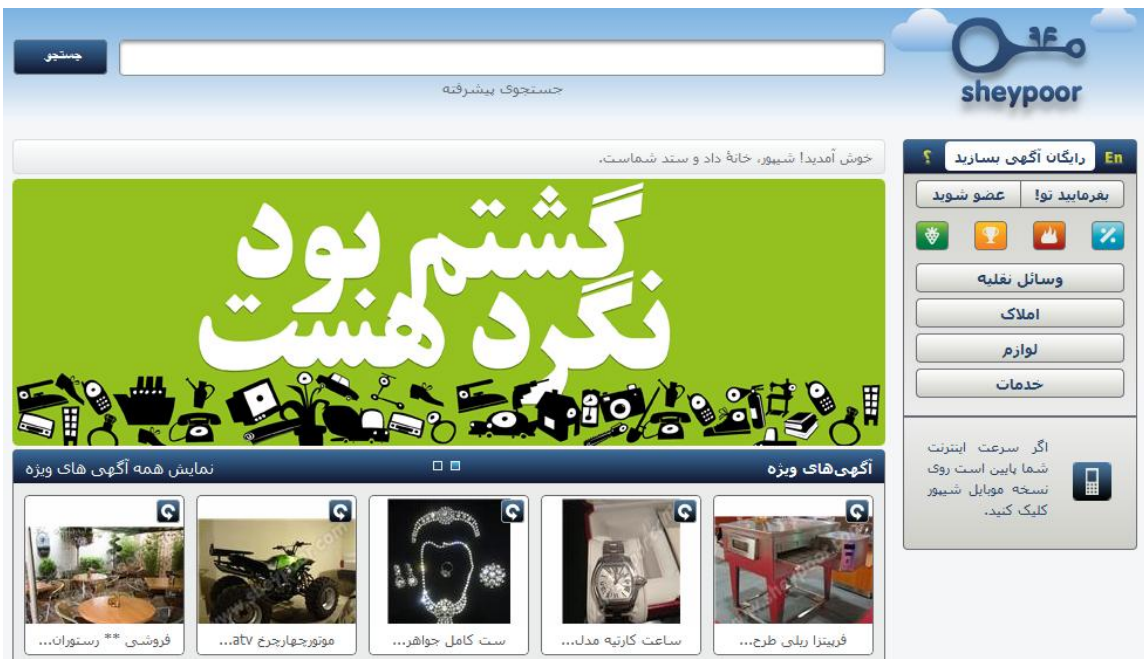 sheypoor
جستجو
جستجوی پیشرفته
En رایگان آگهی بسازید ؟
بفرمایید تو! عضو شوید
وسائل نقلیه
املاک
لوازم
خدمات
اگر سرعت اینترنت
شما پایین است روی
نسخه موبایل شیپور
کلیک کنید.
خوش آمدید! شیپور، خانهٔ داد و ستد شماست.
گشتم بود
نگرد هست
آگهی‌های ویژه
نمایش همه آگهی های ویژه
فرپیتزا ریلی طرح...
ساعت کارتیه مدل...
ست کامل جواهر...
موتورچهارچرخ atv...
فروشی ** رستوران...